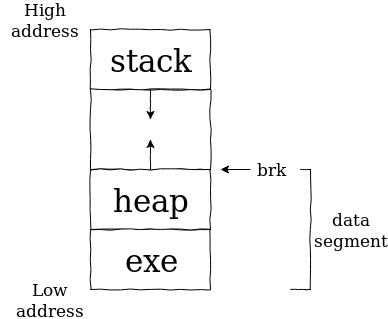 High
address
stack
brk
heap
data
segment
exe
Low
address